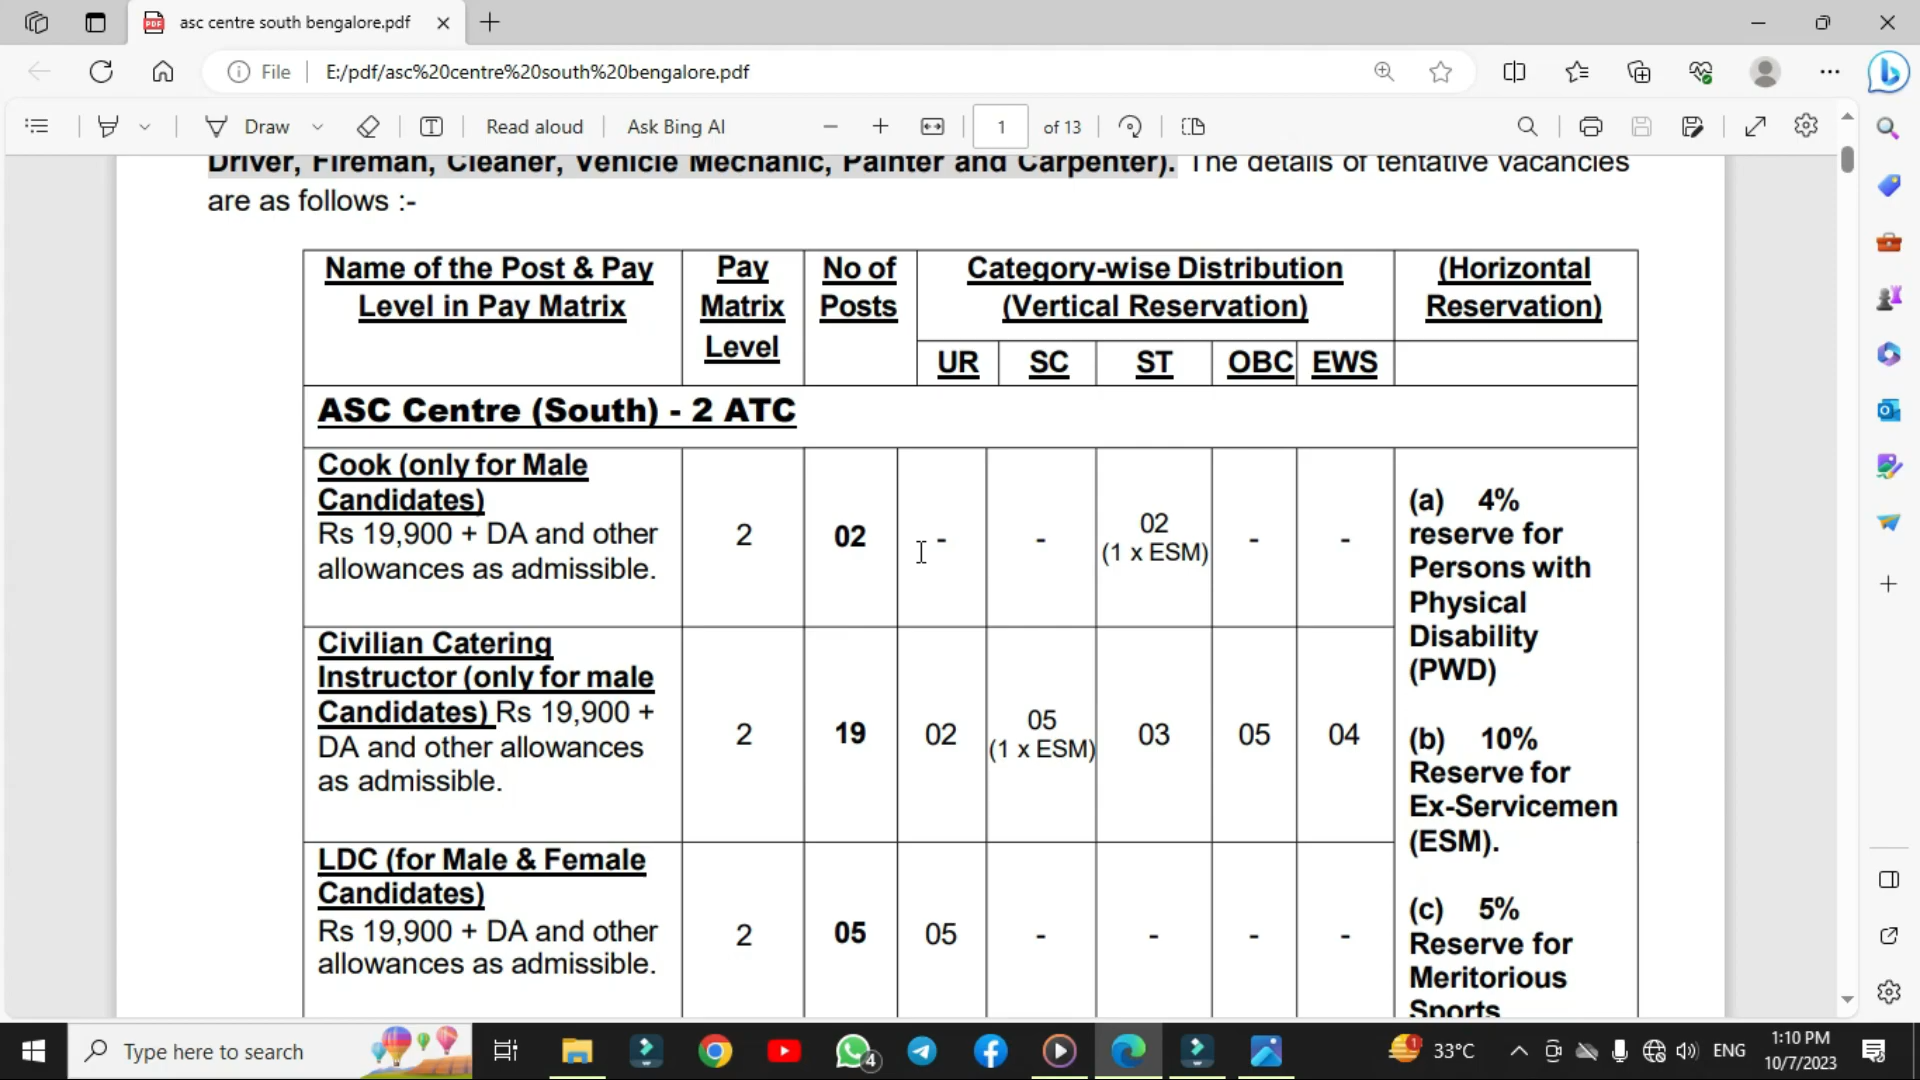 asc centre south bengalore.pdf
File
E:/pdf/asc%20centre%20south%20bengalore.pdf
Draw
Read aloud
Ask Bing AI
1
of 13
Driver, Fireman, Cleaner, Vehicle Mechanic, Painter and Carpenter). The details of tentative vacancies
are as follows :-
Name of the Post & Pay
Level in Pay Matrix
Pay
Matrix
Level
No of
Posts
Category-wise Distribution
(Vertical Reservation)
(Horizontal
Reservation)
UR SC ST OBC EWS
ASC Centre (South) - 2 ATC
Cook (only for Male
Candidates)
Rs 19,900 + DA and other
allowances as admissible.
2
02
-
-
02
(1 x ESM)
-
-
Civilian Catering
Instructor (only for male
Candidates) Rs 19,900 +
DA and other allowances
as admissible.
2
19
02
05
(1 x ESM)
03
05
04
LDC (for Male & Female
Candidates)
Rs 19,900 + DA and other
allowances as admissible.
2
05
05
-
-
-
-
(a) 4%
reserve for
Persons with
Physical
Disability
(PWD)
(b) 10%
Reserve for
Ex-Servicemen
(ESM).
(c) 5%
Reserve for
Meritorious
Sports
Type here to search
4
1
33°C
ENG
1:10 PM
10/7/2023